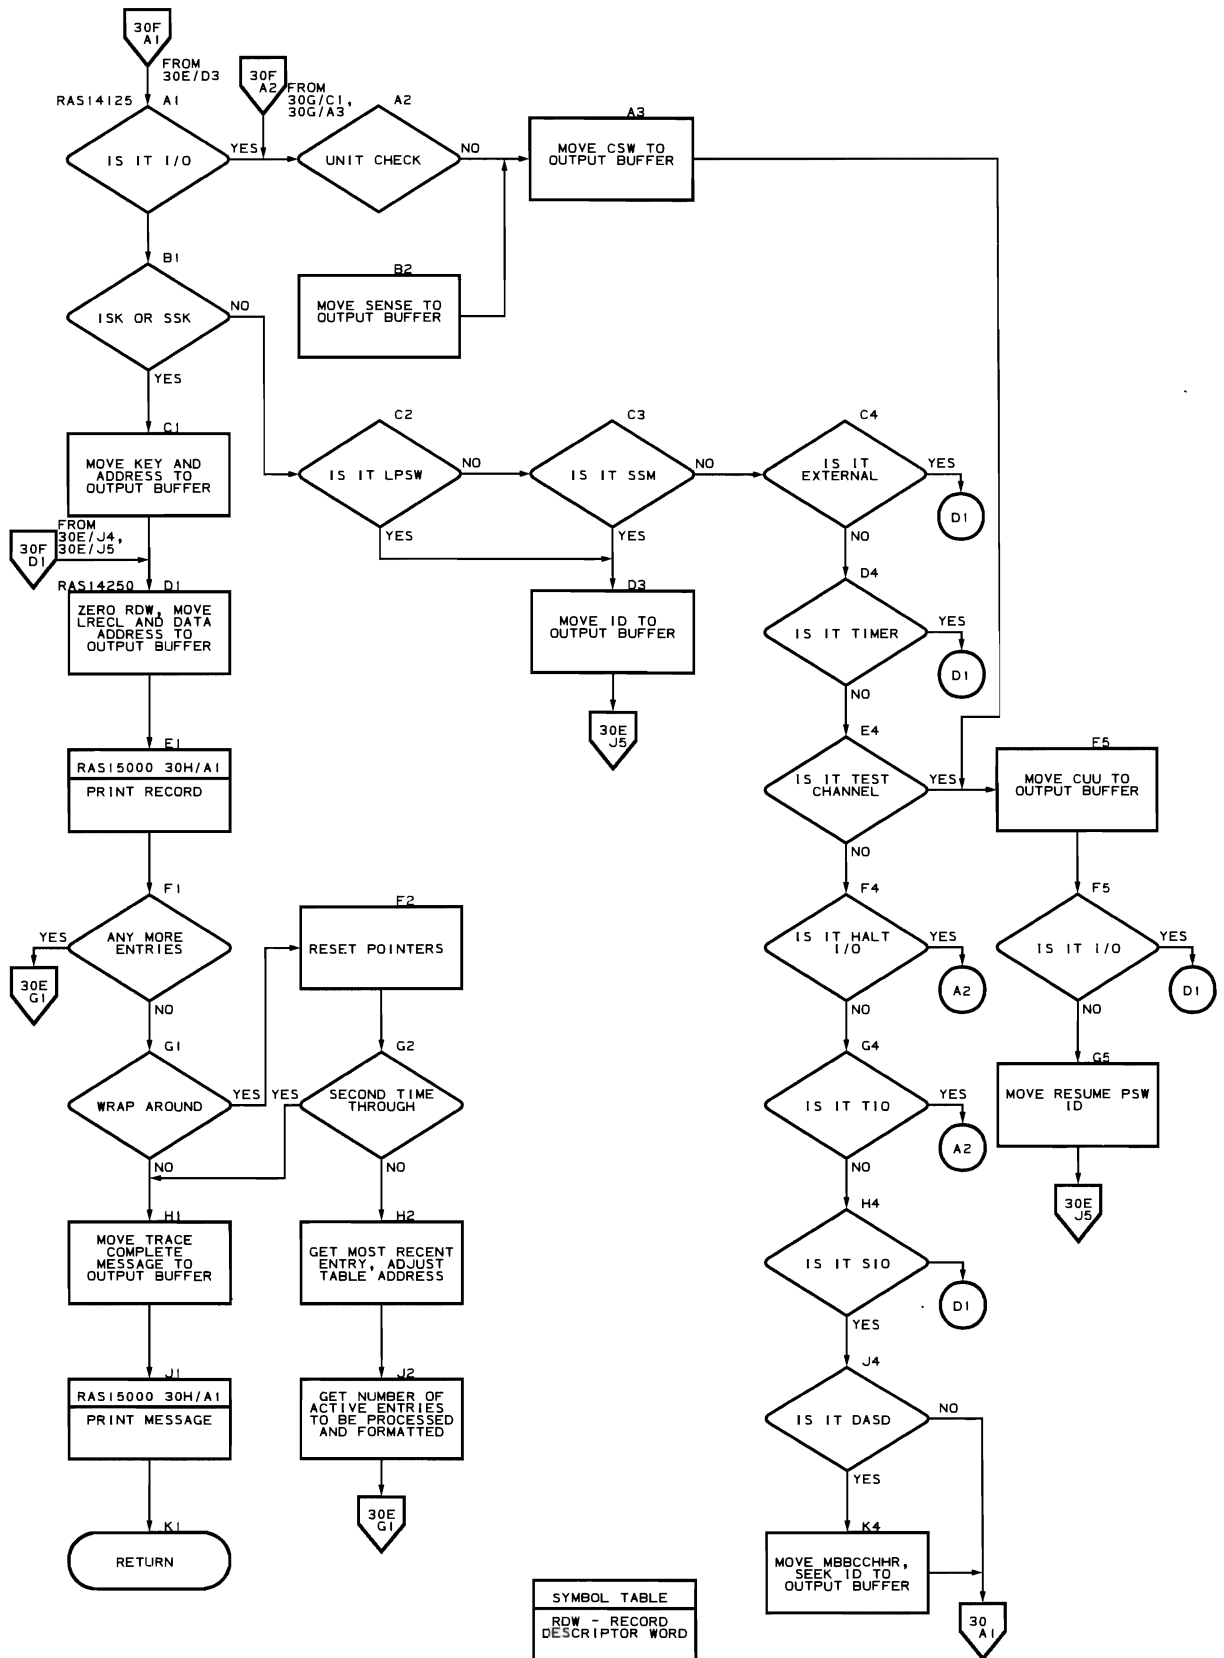 30F
A1
FROM
30E/D3
RAS14125
A1
IS IT I/O
YES
30F
A2
FROM
30G/C1,
30G/A3
A2
UNIT CHECK
NO
A3
MOVE CSW TO
OUTPUT BUFFER
B1
ISK OR SSK
NO
YES
B2
MOVE SENSE TO
OUTPUT BUFFER
C1
MOVE KEY AND
ADDRESS TO
OUTPUT BUFFER
C2
IS IT LPSW
NO
YES
C3
IS IT SSM
NO
YES
C4
IS IT
EXTERNAL
YES
D1
NO
30F
D1
FROM
30E/J4,
30E/J5
RAS14250
D1
ZERO RDW, MOVE
LRECL AND DATA
ADDRESS TO
OUTPUT BUFFER
D3
MOVE ID TO
OUTPUT BUFFER
30E
J5
D4
IS IT TIMER
YES
D1
NO
E1
RAS15000 30H/A1
PRINT RECORD
E4
IS IT TEST
CHANNEL
YES
NO
F5
MOVE CUU TO
OUTPUT BUFFER
F1
ANY MORE
ENTRIES
YES
30E
G1
NO
F2
RESET POINTERS
F4
IS IT HALT
I/O
YES
A2
NO
F5
IS IT I/O
YES
D1
NO
G1
WRAP AROUND
YES
NO
G2
SECOND TIME
THROUGH
YES
NO
G4
IS IT TIO
YES
A2
NO
G5
MOVE RESUME PSW
ID
30E
J5
H1
MOVE TRACE
COMPLETE
MESSAGE TO
OUTPUT BUFFER
H2
GET MOST RECENT
ENTRY, ADJUST
TABLE ADDRESS
H4
IS IT SIO
D1
YES
J1
RAS15000 30H/A1
PRINT MESSAGE
J2
GET NUMBER OF
ACTIVE ENTRIES
TO BE PROCESSED
AND FORMATTED
30E
G1
J4
IS IT DASD
NO
YES
K1
RETURN
K4
MOVE MBBCCHHR,
SEEK ID TO
OUTPUT BUFFER
30
A1
SYMBOL TABLE
RDW - RECORD
DESCRIPTOR WORD